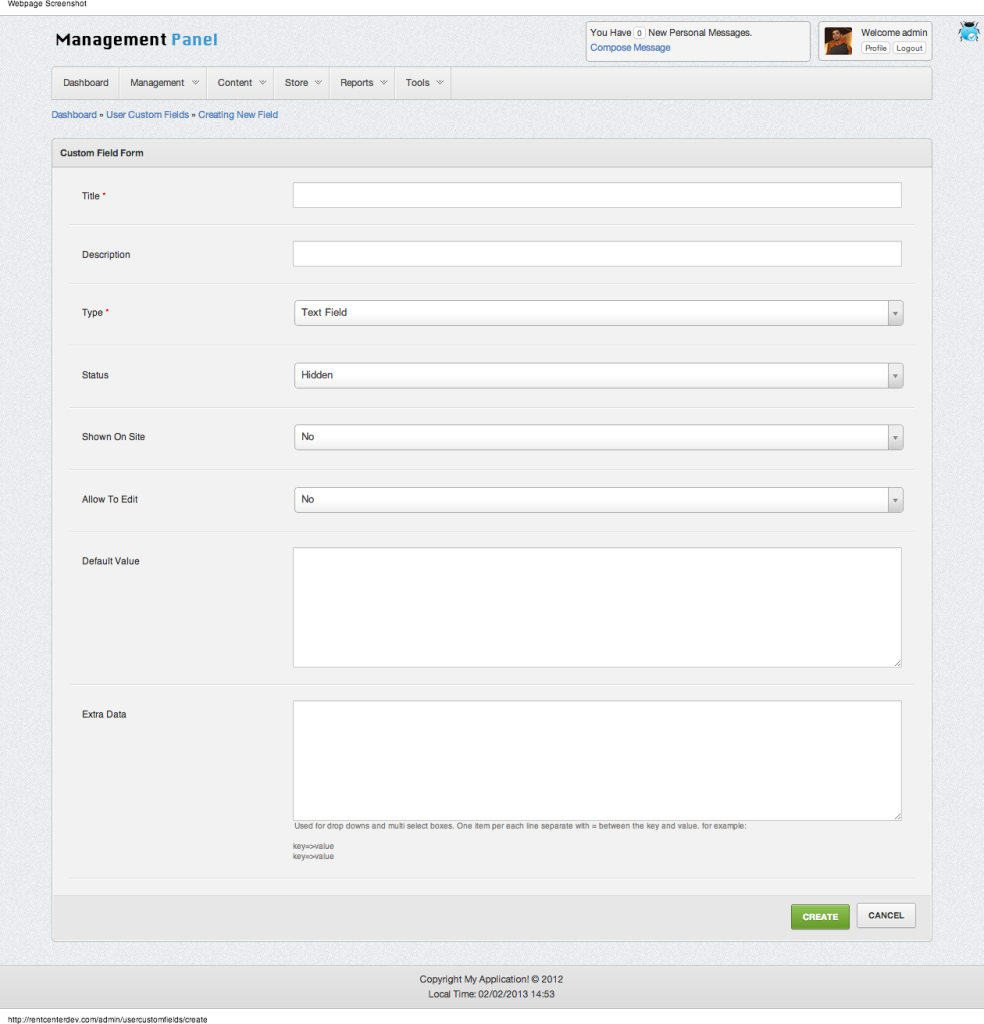 Webpage Screenshot
Management Panel
You Have 0 New Personal Messages.
Compose Message
Welcome admin
Profile Logout
Dashboard Management Content Store Reports Tools
Dashboard » User Custom Fields » Creating New Field
Custom Field Form
Title *
Description
Type * Text Field
Status Hidden
Shown On Site No
Allow To Edit No
Default Value
Extra Data
Used for drop downs and multi select boxes. One item per each line separate with = between the key and value. for example:
key=>value
key=>value
CREATE CANCEL
Copyright My Application! © 2012
Local Time: 02/02/2013 14:53
http://rentcenterdev.com/admin/usercustomfields/create